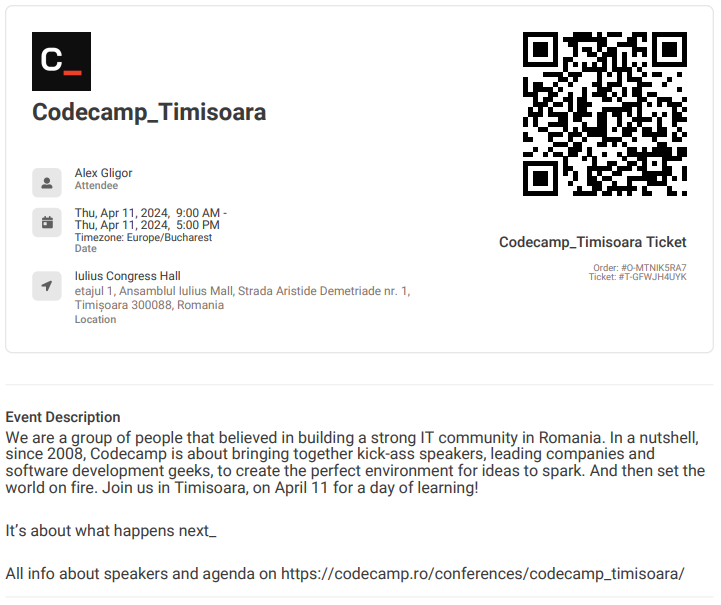 C_
Codecamp_Timisoara
Alex Gligor
Attendee
Thu, Apr 11, 2024, 9:00 AM -
Thu, Apr 11, 2024, 5:00 PM
Timezone: Europe/Bucharest
Date
Iulius Congress Hall
etajul 1, Ansamblul Iulius Mall, Strada Aristide Demetriade nr. 1,
Timișoara 300088, Romania
Location
Codecamp_Timisoara Ticket
Order: #O-MTNIK5RA7
Ticket: #T-GFWJH4UYK
Event Description
We are a group of people that believed in building a strong IT community in Romania. In a nutshell,
since 2008, Codecamp is about bringing together kick-ass speakers, leading companies and
software development geeks, to create the perfect environment for ideas to spark. And then set the
world on fire. Join us in Timisoara, on April 11 for a day of learning!
It’s about what happens next_
All info about speakers and agenda on https://codecamp.ro/conferences/codecamp_timisoara/